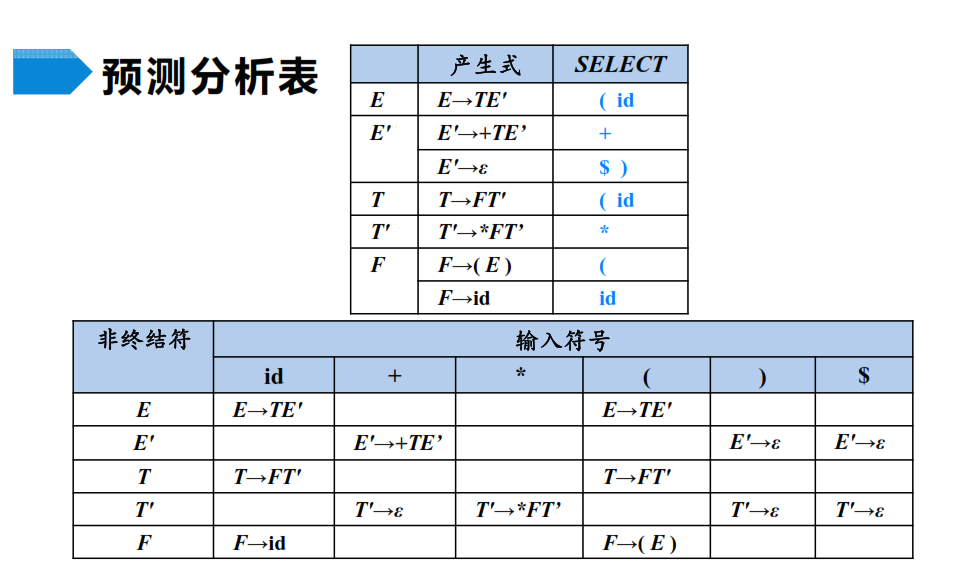 预测分析表
产生式 SELECT
E E→TE' ( id
E' E'→+TE’ +
E'→ε $ )
T T→FT' ( id
T' T'→*FT’ *
F F→( E ) (
F→id id
非终结符 输入符号
id + * ( ) $
E E→TE' E→TE'
E' E'→+TE’ E'→ε E'→ε
T T→FT' T→FT'
T' T'→ε T'→*FT’ T'→ε T'→ε
F F→id F→( E )